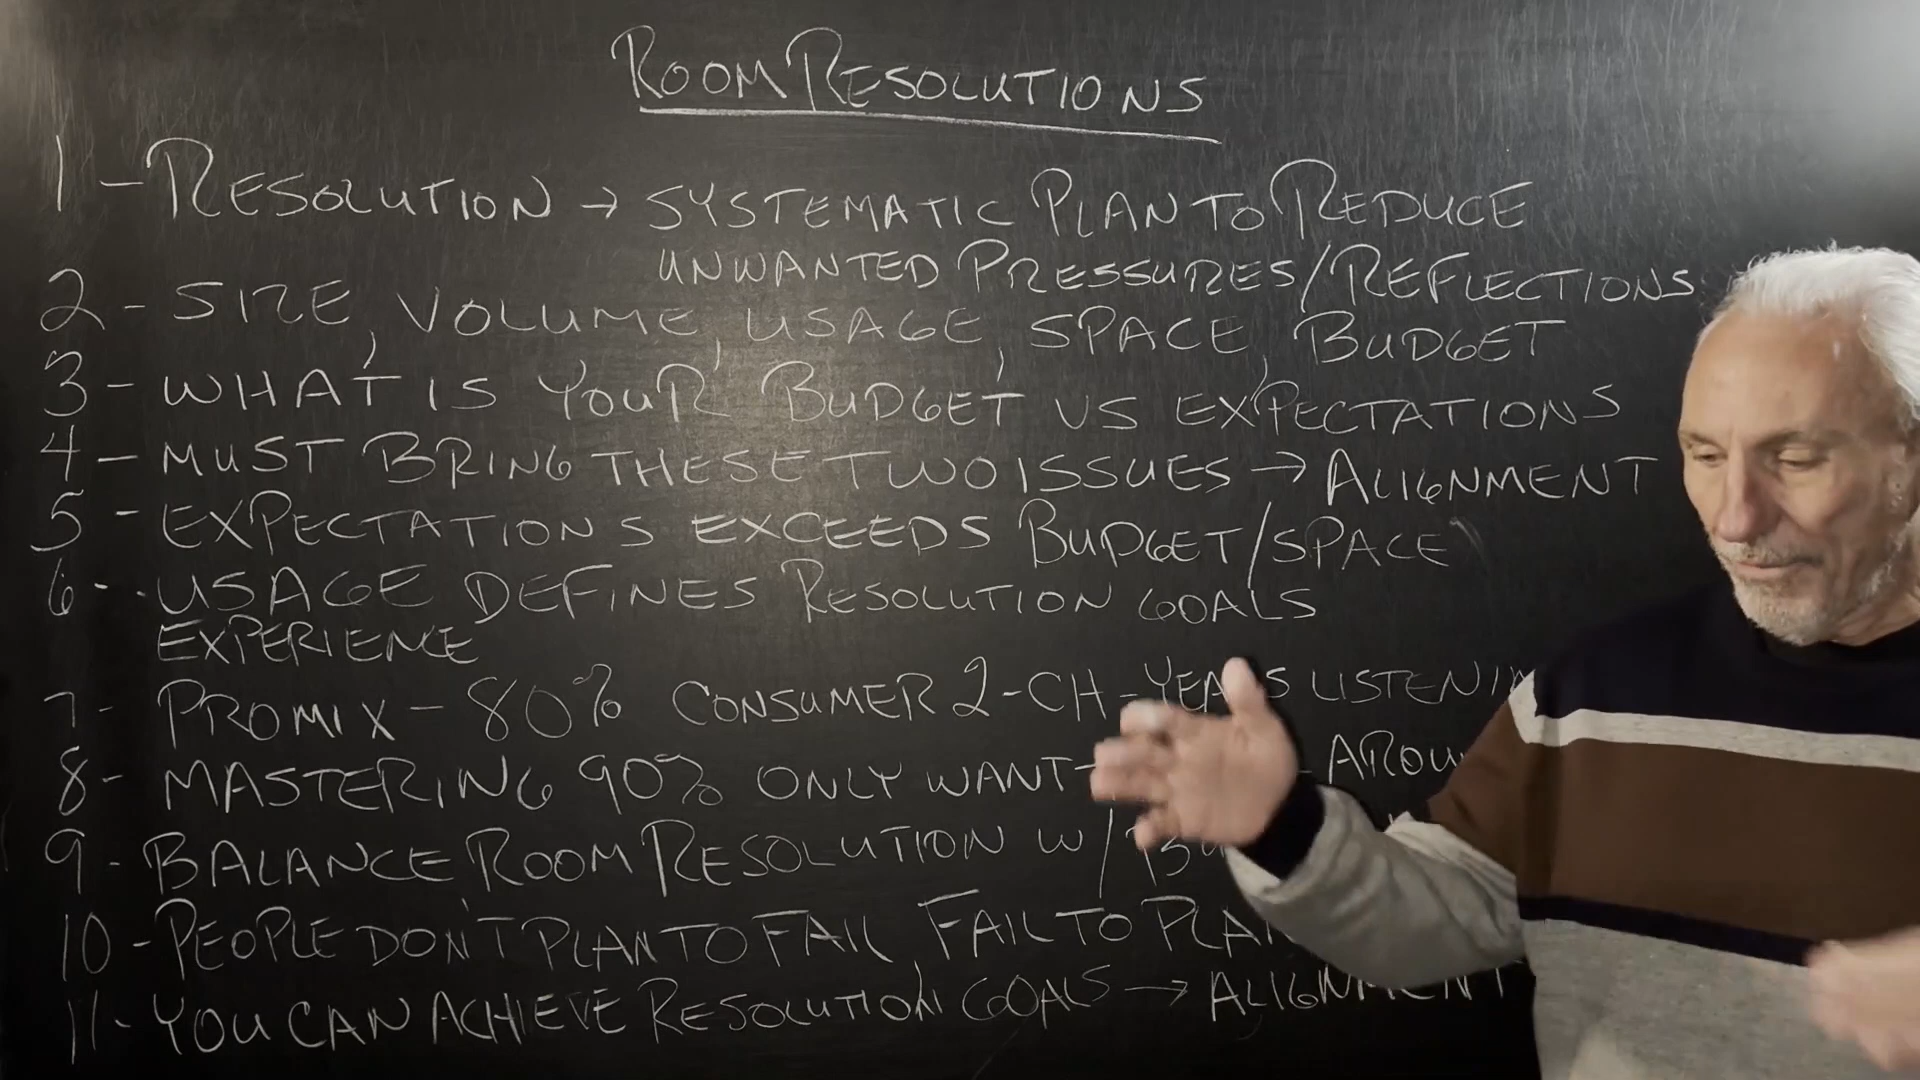 ROOM RESOLUTIONS
1 - RESOLUTION → SYSTEMATIC PLAN TO REDUCE
UNWANTED PRESSURES/REFLECTIONS
2 - SIZE, VOLUME, USAGE, SPACE, BUDGET
3 - WHAT IS YOUR BUDGET VS EXPECTATIONS
4 - MUST BRING THESE TWO ISSUES → ALIGNMENT
5 - EXPECTATIONS EXCEEDS BUDGET/SPACE
6 - USAGE DEFINES RESOLUTION GOALS
EXPERIENCE
7 - PROMIX - 80% CONSUMER 2-CH - YEARS
8 - MASTERING 90% ONLY WANT
9 - BALANCE ROOM RESOLUTION W/
10 - PEOPLE DON'T PLAN TO FAIL, FAIL TO PLAN
11 - YOU CAN ACHIEVE RESOLUTION GOALS → ALIGNMENT